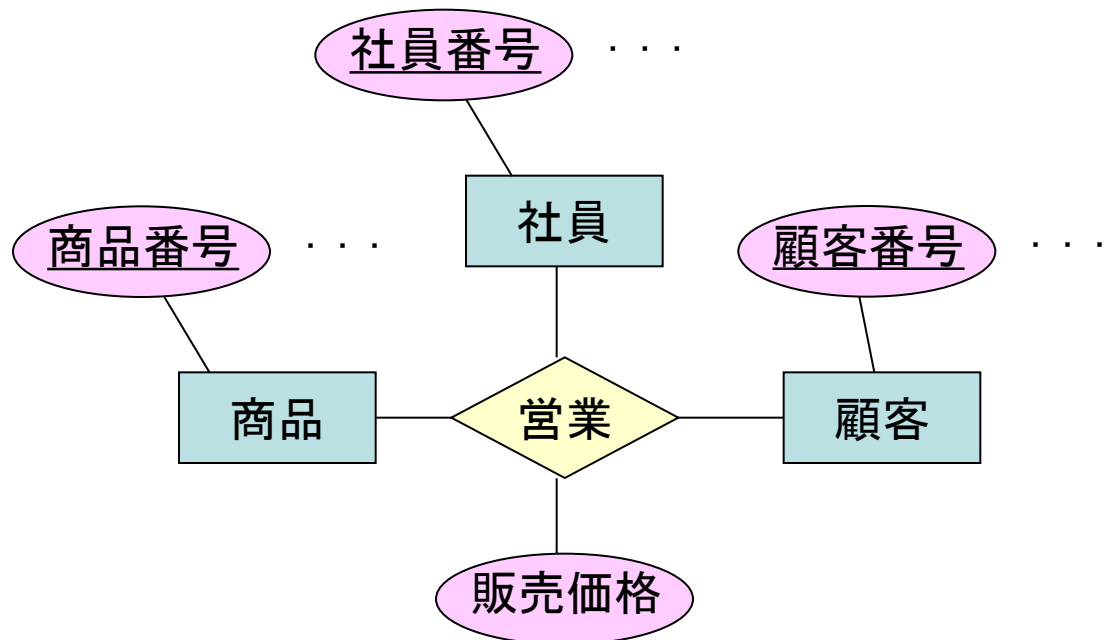 社員番号 ・・・
社員
商品番号 ・・・
顧客番号 ・・・
商品
営業
顧客
販売価格